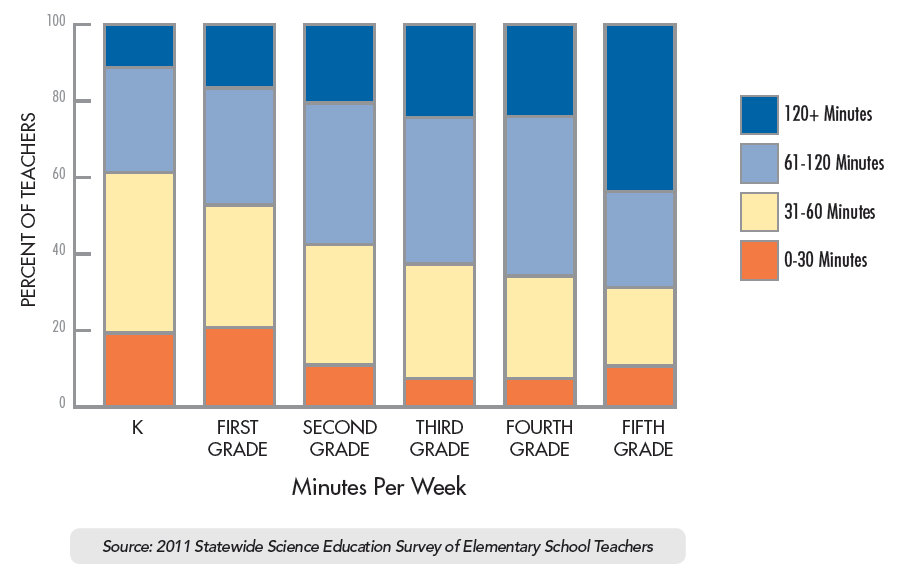 100
80
60
40
20
0
PERCENT OF TEACHERS
K
FIRST
GRADE
SECOND
GRADE
THIRD
GRADE
FOURTH
GRADE
FIFTH
GRADE
Minutes Per Week
120+ Minutes
61-120 Minutes
31-60 Minutes
0-30 Minutes
Source: 2011 Statewide Science Education Survey of Elementary School Teachers